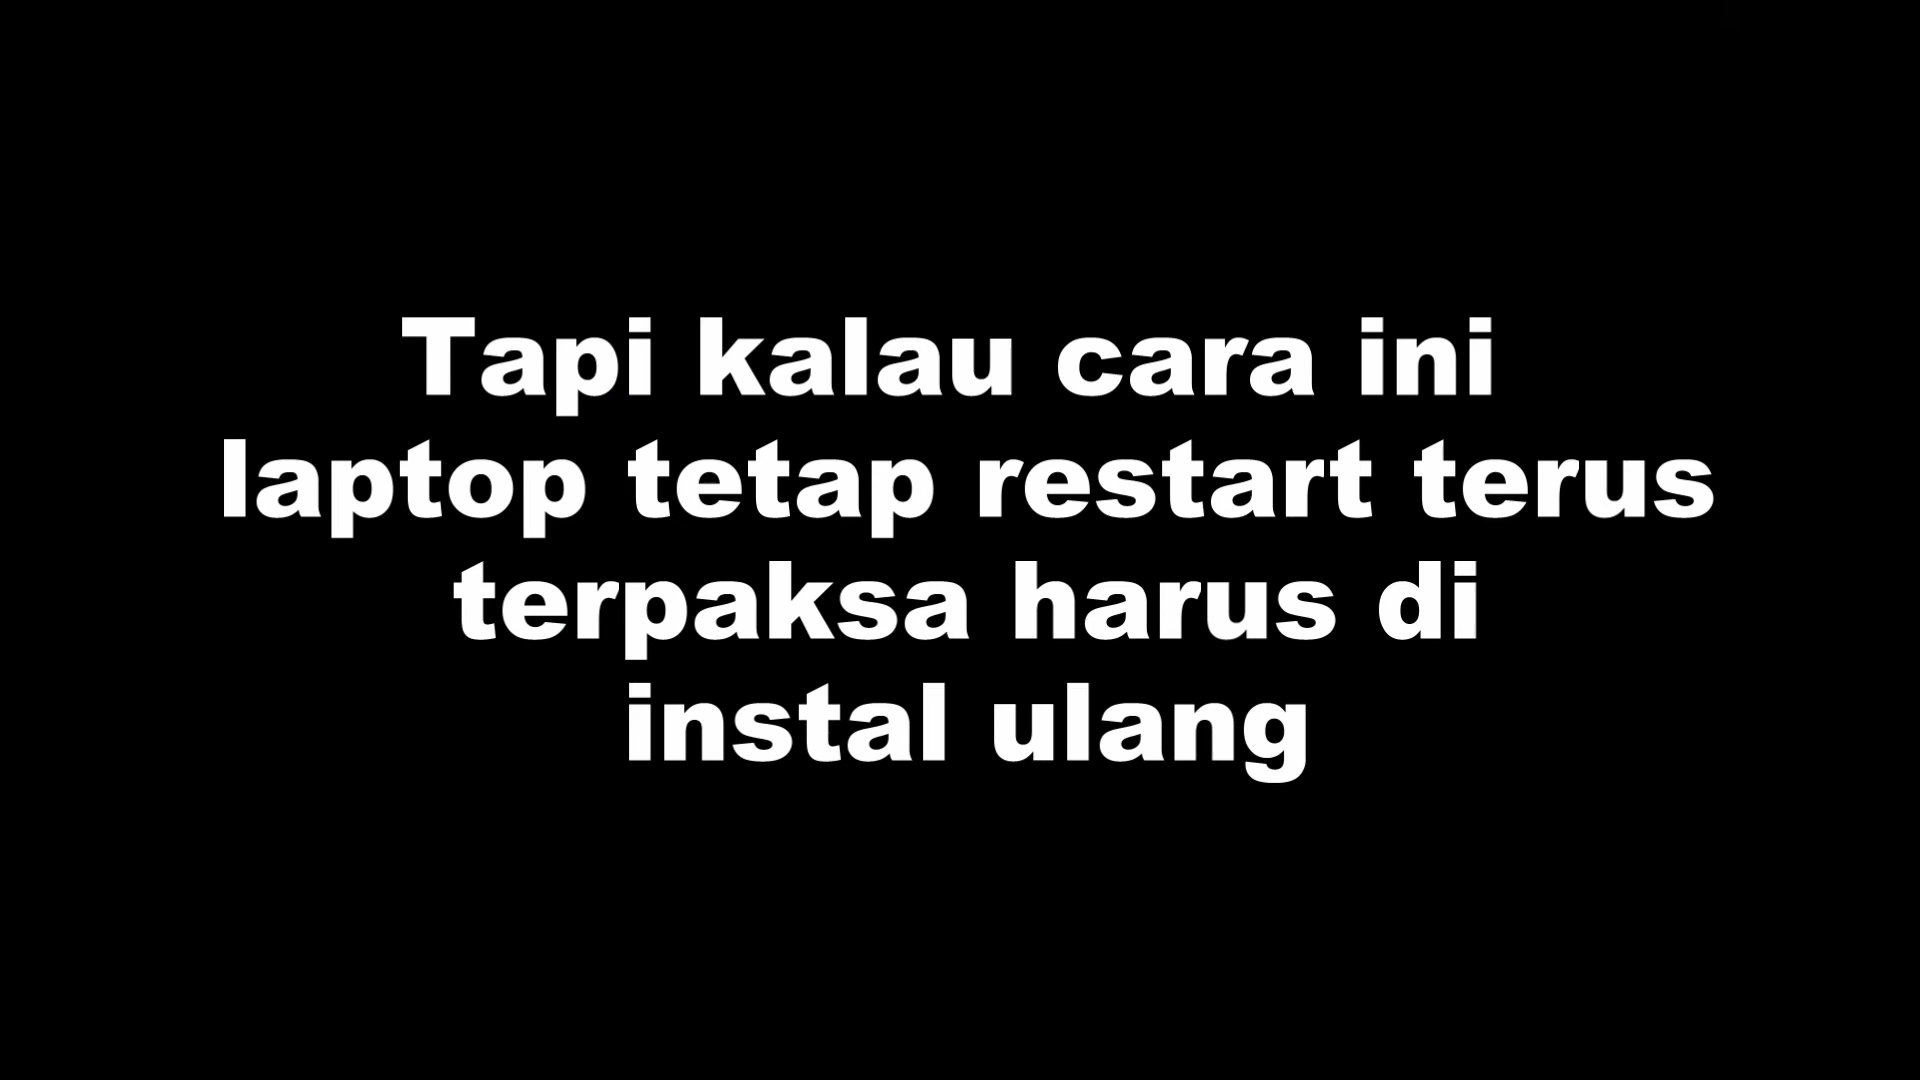 Tapi kalau cara ini
laptop tetap restart terus
terpaksa harus di
instal ulang